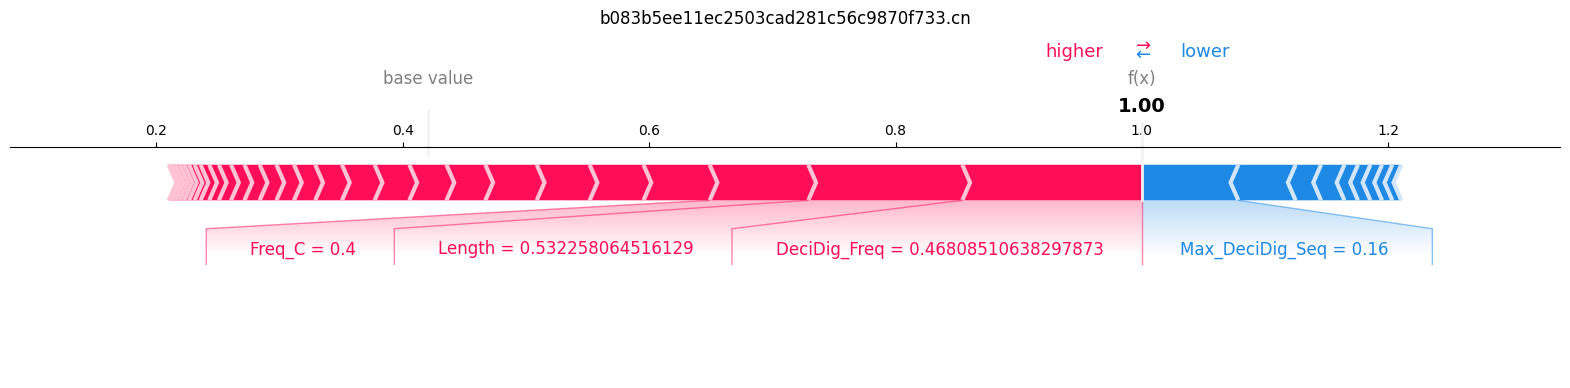 b083b5ee11ec2503cad281c56c9870f733.cn
higher ⇄ lower
base value
f(x)
1.00
0.2 0.4 0.6 0.8 1.0 1.2
Freq_C = 0.4 Length = 0.532258064516129 DeciDig_Freq = 0.46808510638297873 Max_DeciDig_Seq = 0.16